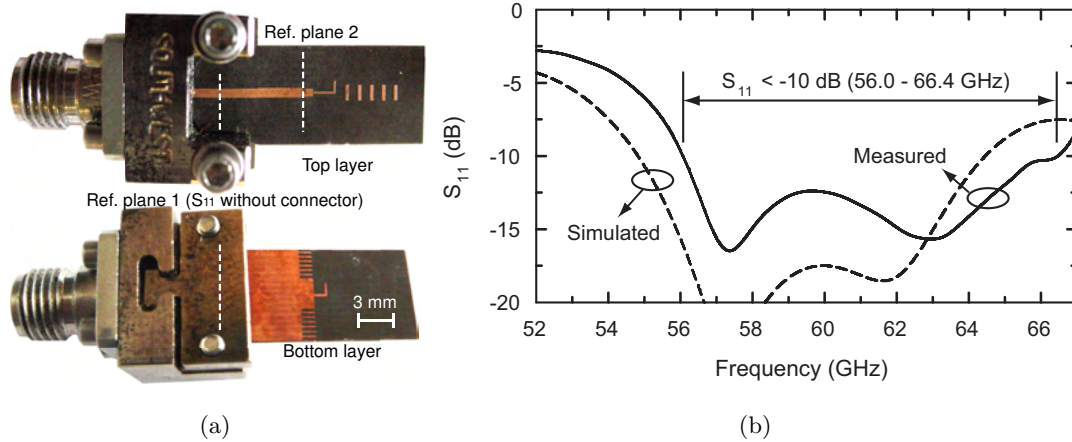 Ref. plane 2
Top layer
Ref. plane 1 (S₁₁ without connector)
3 mm
Bottom layer
(a)
0
-5
-10
-15
-20
S₁₁ (dB)
S₁₁ < -10 dB (56.0 - 66.4 GHz)
Measured
Simulated
52
54
56
58
60
62
64
66
Frequency (GHz)
(b)